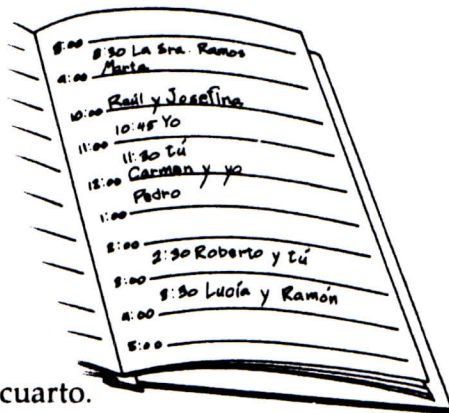 8:00
8:30 La Sra. Ramos
9:00 Marta
10:00 Raúl y Josefina
10:45 Yo
11:00
11:30 tú
12:00 Carmen y yo
Pedro
1:00
2:00
2:30 Roberto y tú
3:00
3:30 Lucía y Ramón
4:00
5:00
cuarto.